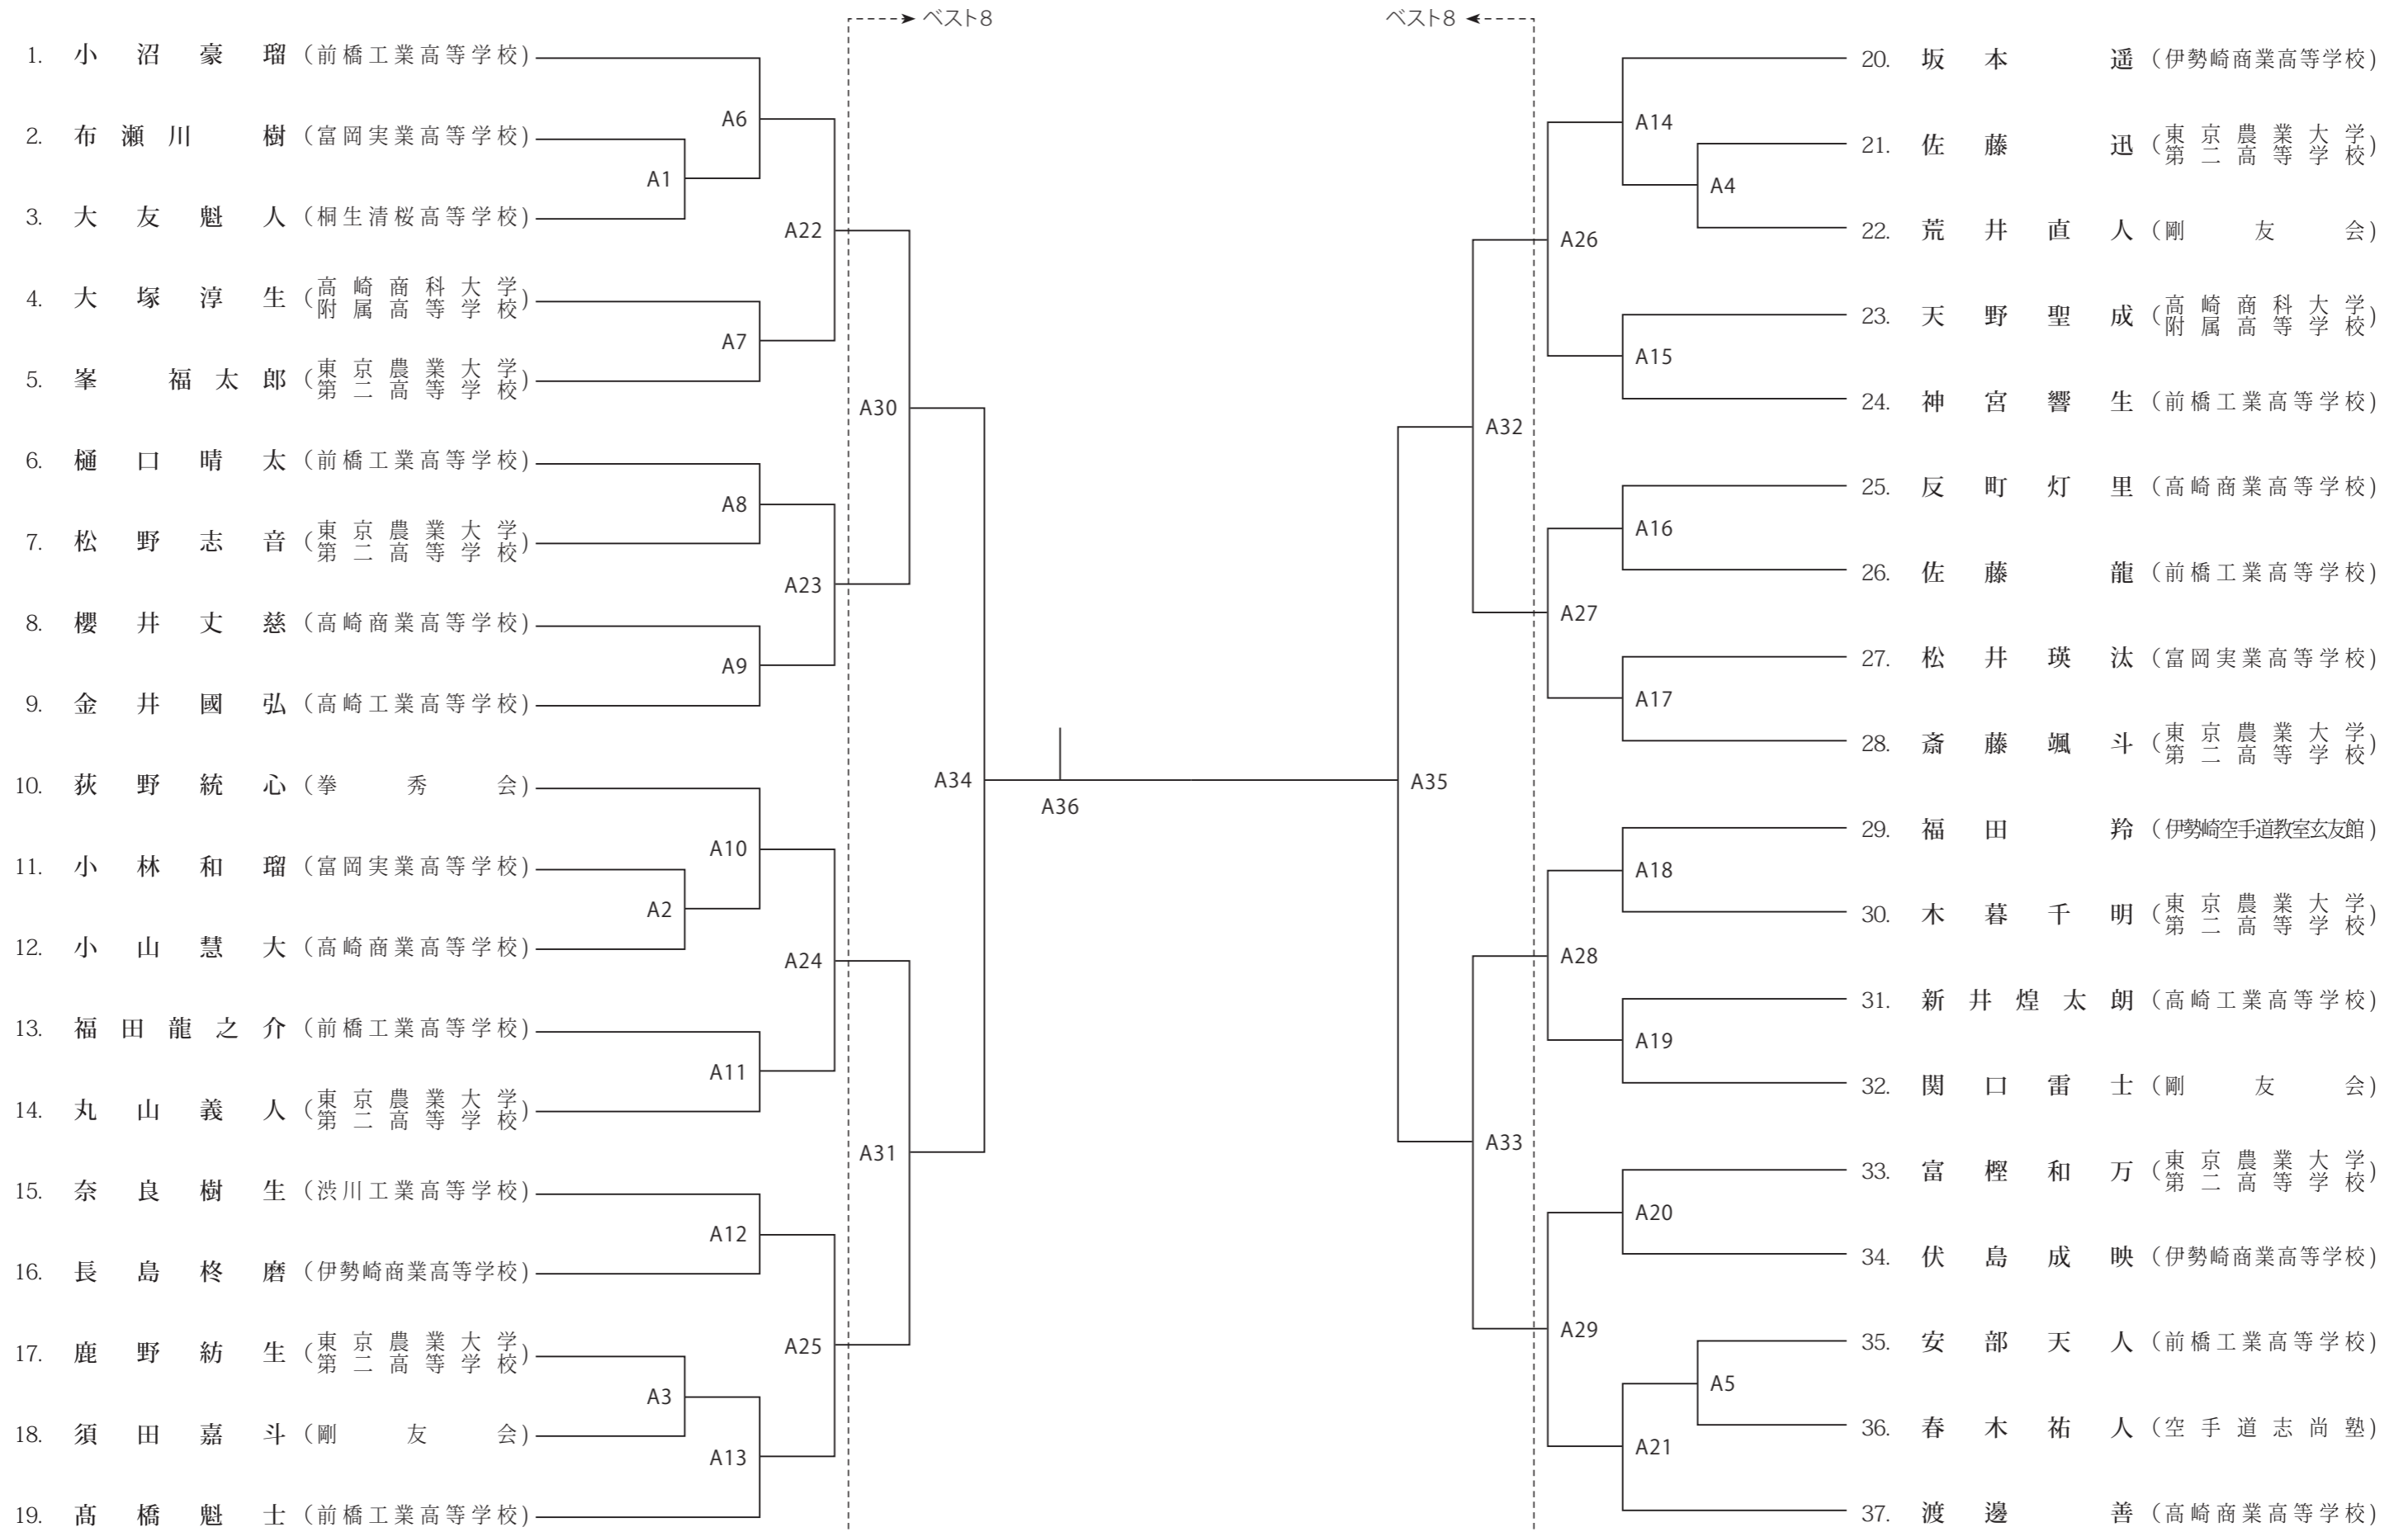 ベスト8
1. 小沼豪瑠 (前橋工業高等学校)
2. 布瀬川樹 (富岡実業高等学校)
3. 大友魁人 (桐生清桜高等学校)
4. 大塚淳生 (高崎商科大学附属高等学校)
5. 峯福太郎 (東京農業大学第二高等学校)
6. 樋口晴太 (前橋工業高等学校)
7. 松野志音 (東京農業大学第二高等学校)
8. 櫻井丈慈 (高崎商業高等学校)
9. 金井國弘 (高崎工業高等学校)
10. 荻野統心 (拳秀会)
11. 小林和瑠 (富岡実業高等学校)
12. 小山慧大 (高崎商業高等学校)
13. 福田龍之介 (前橋工業高等学校)
14. 丸山義人 (東京農業大学第二高等学校)
15. 奈良樹生 (渋川工業高等学校)
16. 長島柊磨 (伊勢崎商業高等学校)
17. 鹿野紡生 (東京農業大学第二高等学校)
18. 須田嘉斗 (剛友会)
19. 髙橋魁士 (前橋工業高等学校)
A1
A2
A3
A6
A7
A8
A9
A10
A11
A12
A13
A22
A23
A24
A25
A30
A31
A34
A36
A35
A32
A33
A26
A27
A28
A29
A14
A15
A16
A17
A18
A19
A20
A21
A4
A5
ベスト8
20. 坂本遥 (伊勢崎商業高等学校)
21. 佐藤迅 (東京農業大学第二高等学校)
22. 荒井直人 (剛友会)
23. 天野聖成 (高崎商科大学附属高等学校)
24. 神宮響生 (前橋工業高等学校)
25. 反町灯里 (高崎商業高等学校)
26. 佐藤龍 (前橋工業高等学校)
27. 松井瑛汰 (富岡実業高等学校)
28. 斎藤颯斗 (東京農業大学第二高等学校)
29. 福田羚 (伊勢崎空手道教室玄友館)
30. 木暮千明 (東京農業大学第二高等学校)
31. 新井煌太朗 (高崎工業高等学校)
32. 関口雷士 (剛友会)
33. 富樫和万 (東京農業大学第二高等学校)
34. 伏島成映 (伊勢崎商業高等学校)
35. 安部天人 (前橋工業高等学校)
36. 春木祐人 (空手道志尚塾)
37. 渡邊善 (高崎商業高等学校)